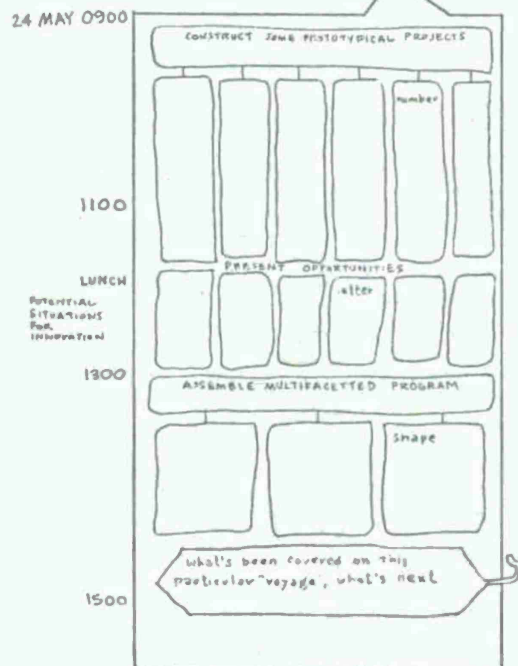 24 MAY 0900
CONSTRUCT SOME PROTOTYPICAL PROJECTS
number
1100
PRESENT OPPORTUNITIES
LUNCH
alter
POTENTIAL
SITUATIONS
FOR
INNOVATION
1300
ASSEMBLE MULTIFACETTED PROGRAM
shape
what's been covered on this
particular "voyage", what's next
1500